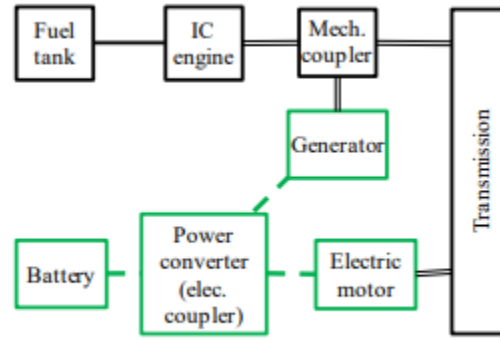 Fuel
tank
IC
engine
Mech.
coupler
Generator
Battery
Power
converter
(elec.
coupler)
Electric
motor
Transmission